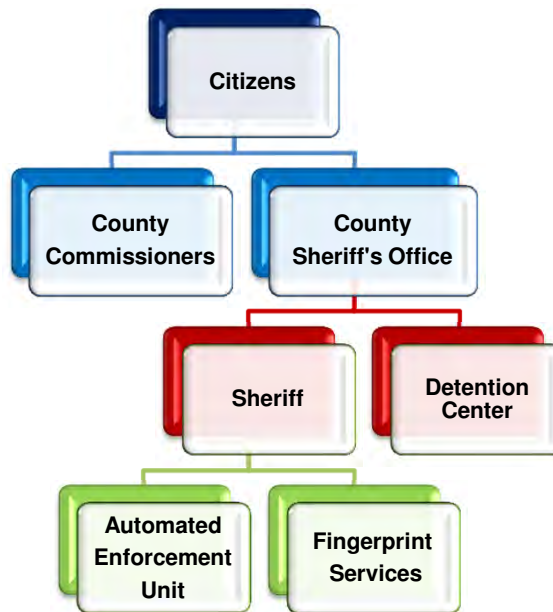 Citizens
County
Commissioners
County
Sheriff's Office
Sheriff
Detention
Center
Automated
Enforcement
Unit
Fingerprint
Services